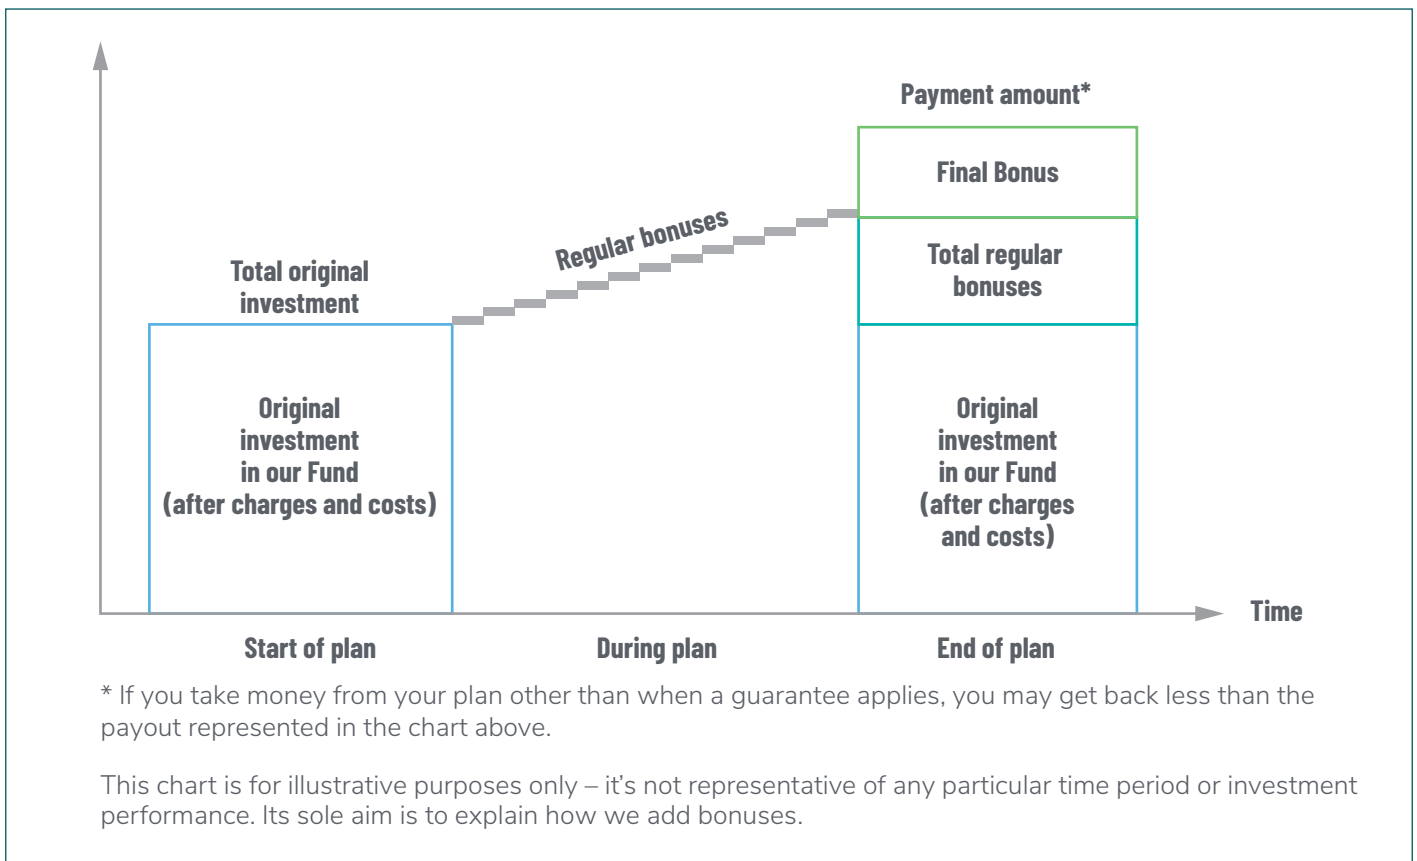 Payment amount*
Final Bonus
Regular bonuses
Total regular
bonuses
Total original
investment
Original
investment
in our Fund
(after charges and costs)
Original
investment
in our Fund
(after charges
and costs)
Time
Start of plan
During plan
End of plan
* If you take money from your plan other than when a guarantee applies, you may get back less than the
payout represented in the chart above.
This chart is for illustrative purposes only – it’s not representative of any particular time period or investment
performance. Its sole aim is to explain how we add bonuses.